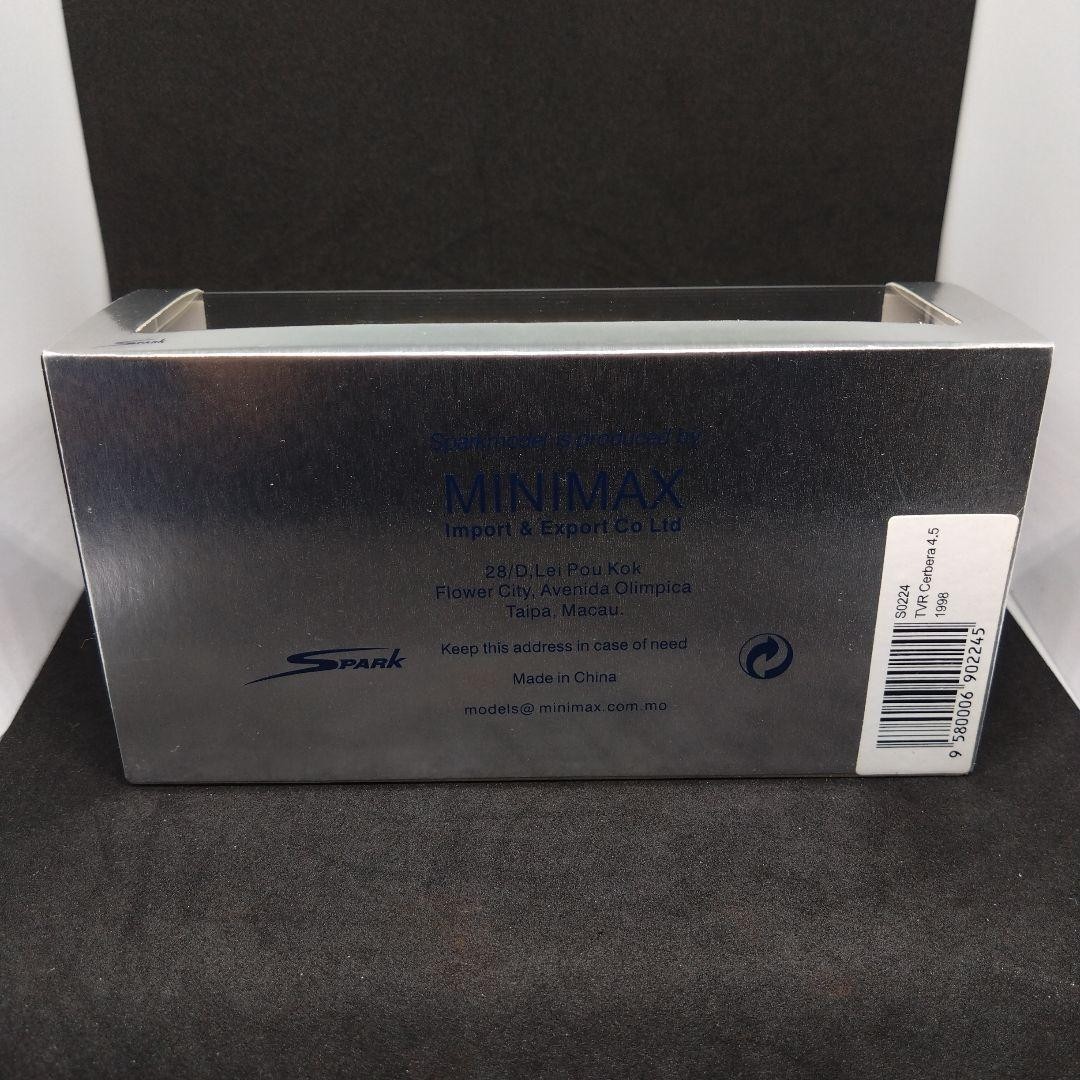 SPARK
Sparkmodel is produced by
MINIMAX
Import & Export Co Ltd
28/D,Lei Pou Kok
Flower City, Avenida Olimpica
Taipa, Macau.
Keep this address in case of need
SPARK
Made in China
models@minimax.com.mo
S0224
TVR Cerbera 4.5
1998
9 580006 902245